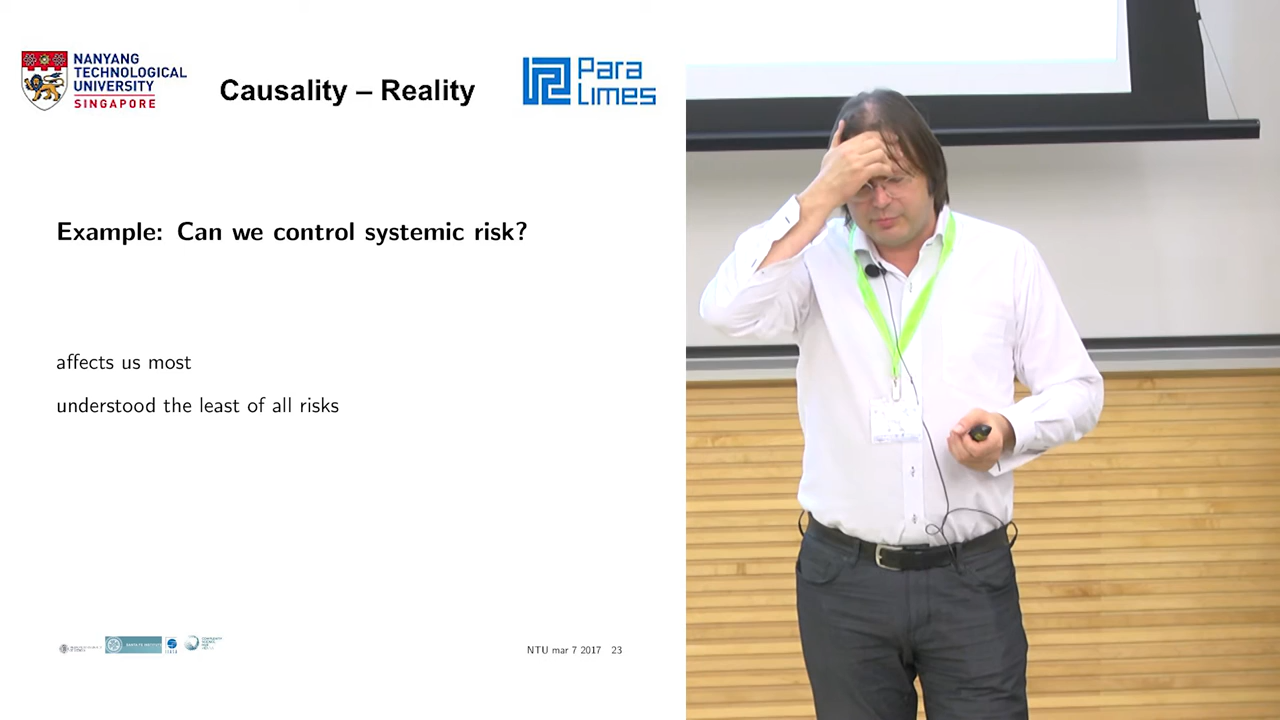 NANYANG
TECHNOLOGICAL
UNIVERSITY
SINGAPORE
Causality – Reality
Para
Limes
Example: Can we control systemic risk?
affects us most
understood the least of all risks
NTU mar 7 2017 23